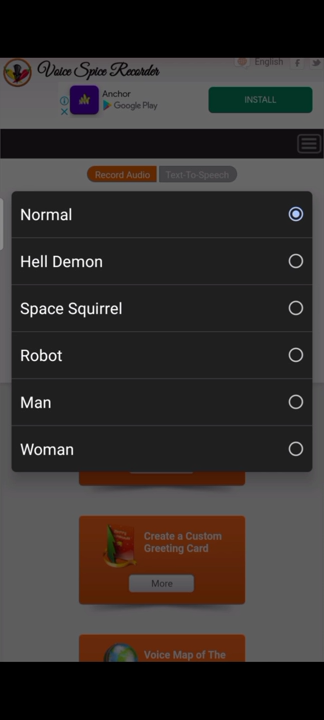 Voice Spice Recorder
English
Anchor
Google Play
INSTALL
Record Audio
Text-To-Speech
Normal
Hell Demon
Space Squirrel
Robot
Man
Woman
Create a Custom
Greeting Card
More
Voice Map of The